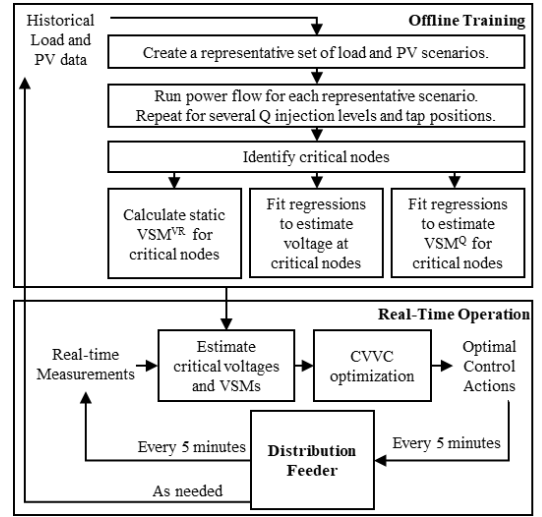 Historical
Load and
PV data
Offline Training
Create a representative set of load and PV scenarios.
Run power flow for each representative scenario.
Repeat for several Q injection levels and tap positions.
Identify critical nodes
Calculate static
VSMVR for
critical nodes
Fit regressions
to estimate
voltage at
critical nodes
Fit regressions
to estimate
VSMQ for
critical nodes
Real-Time Operation
Real-time
Measurements
Estimate
critical voltages
and VSMs
CVVC
optimization
Optimal
Control
Actions
Every 5 minutes
Distribution
Feeder
Every 5 minutes
As needed